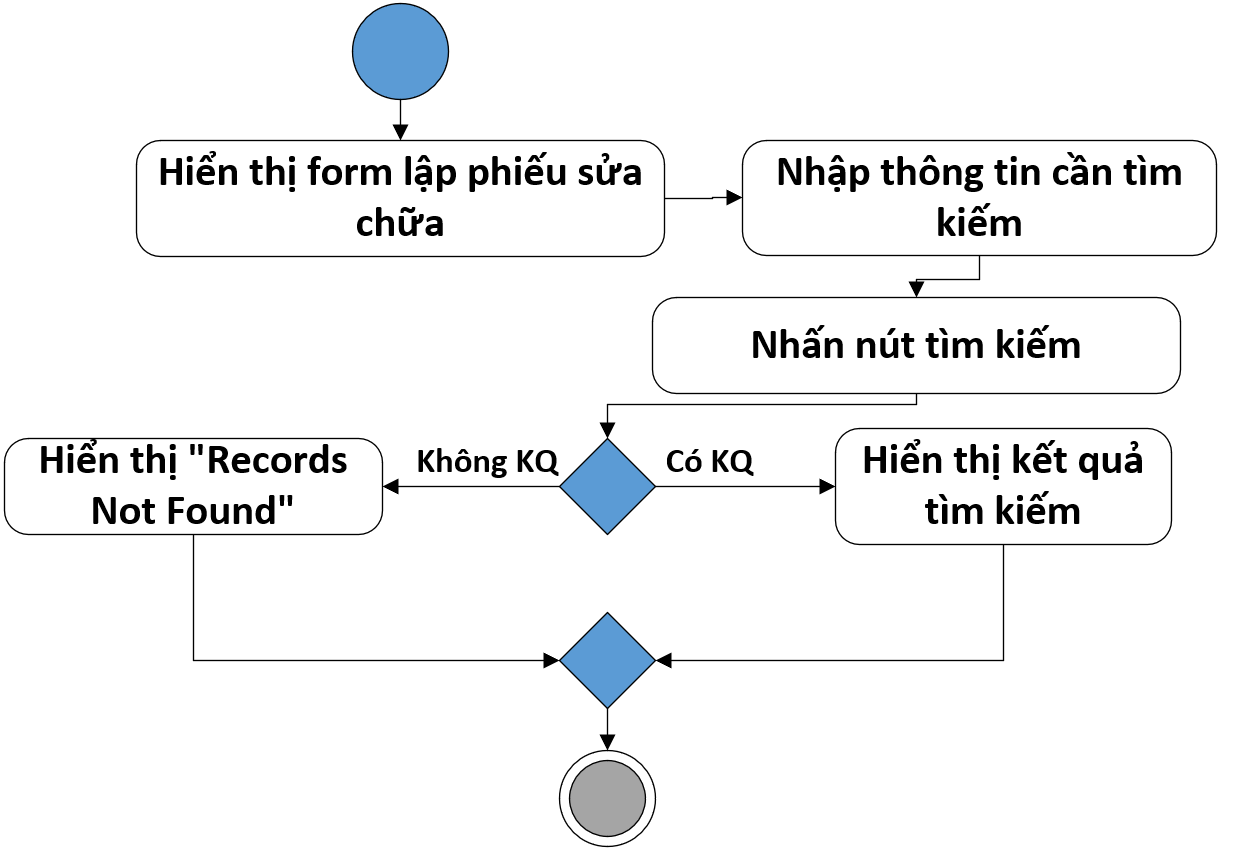 Hiển thị form lập phiếu sửa
chữa
Nhập thông tin cần tìm
kiếm
Nhấn nút tìm kiếm
Hiển thị "Records
Not Found"
Không KQ
Có KQ
Hiển thị kết quả
tìm kiếm